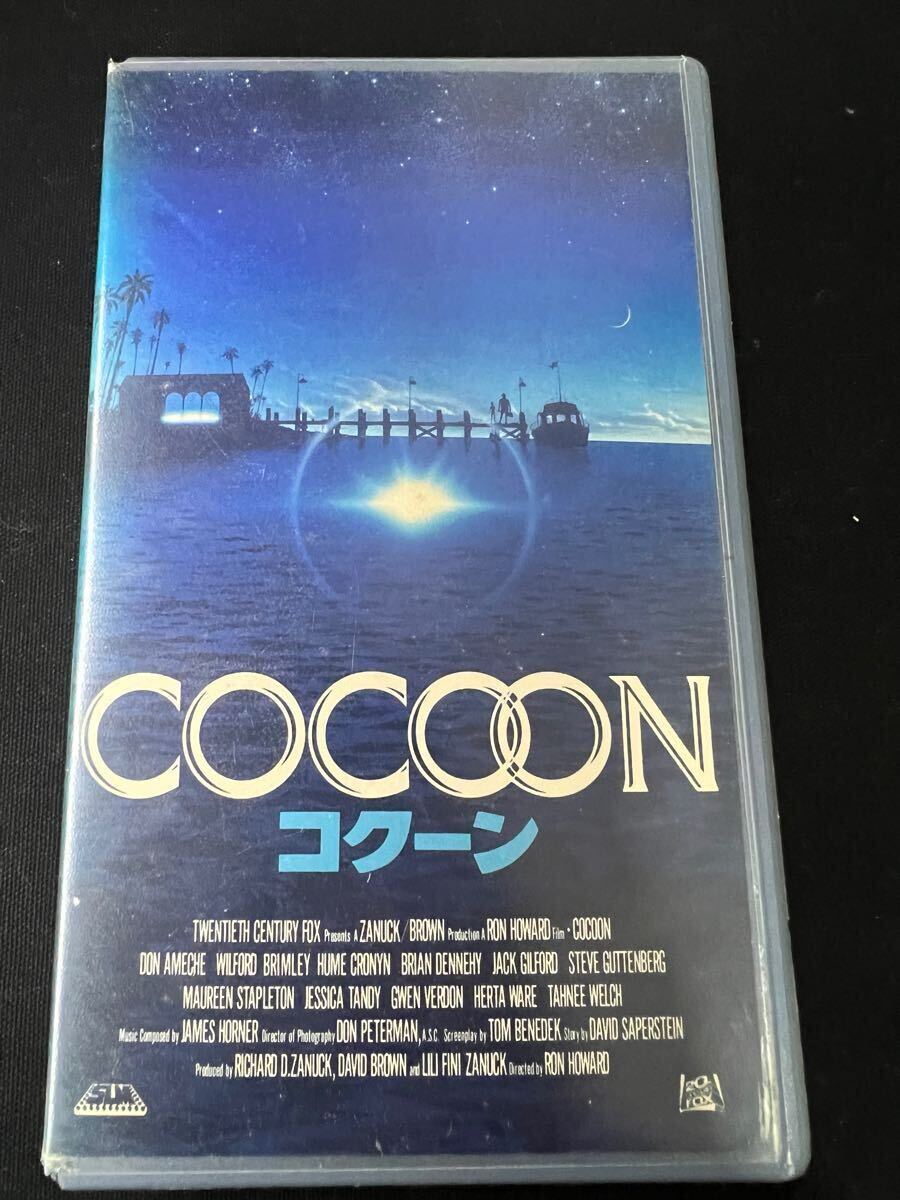 COCOON
コクーン
TWENTIETH CENTURY FOX Presents A ZANUCK/BROWN Production A RON HOWARD Film • COCOON
DON AMECHE WILFORD BRIMLEY HUME CRONYN BRIAN DENNEHY JACK GILFORD STEVE GUTTENBERG
MAUREEN STAPLETON JESSICA TANDY GWEN VERDON HERTA WARE TAHNEE WELCH
Music Composed by JAMES HORNER Director of Photography DON PETERMAN, A.S.C. Screenplay by TOM BENEDEK Story by DAVID SAPERSTEIN
Produced by RICHARD D. ZANUCK, DAVID BROWN and LILI FINI ZANUCK Directed by RON HOWARD
20
FOX